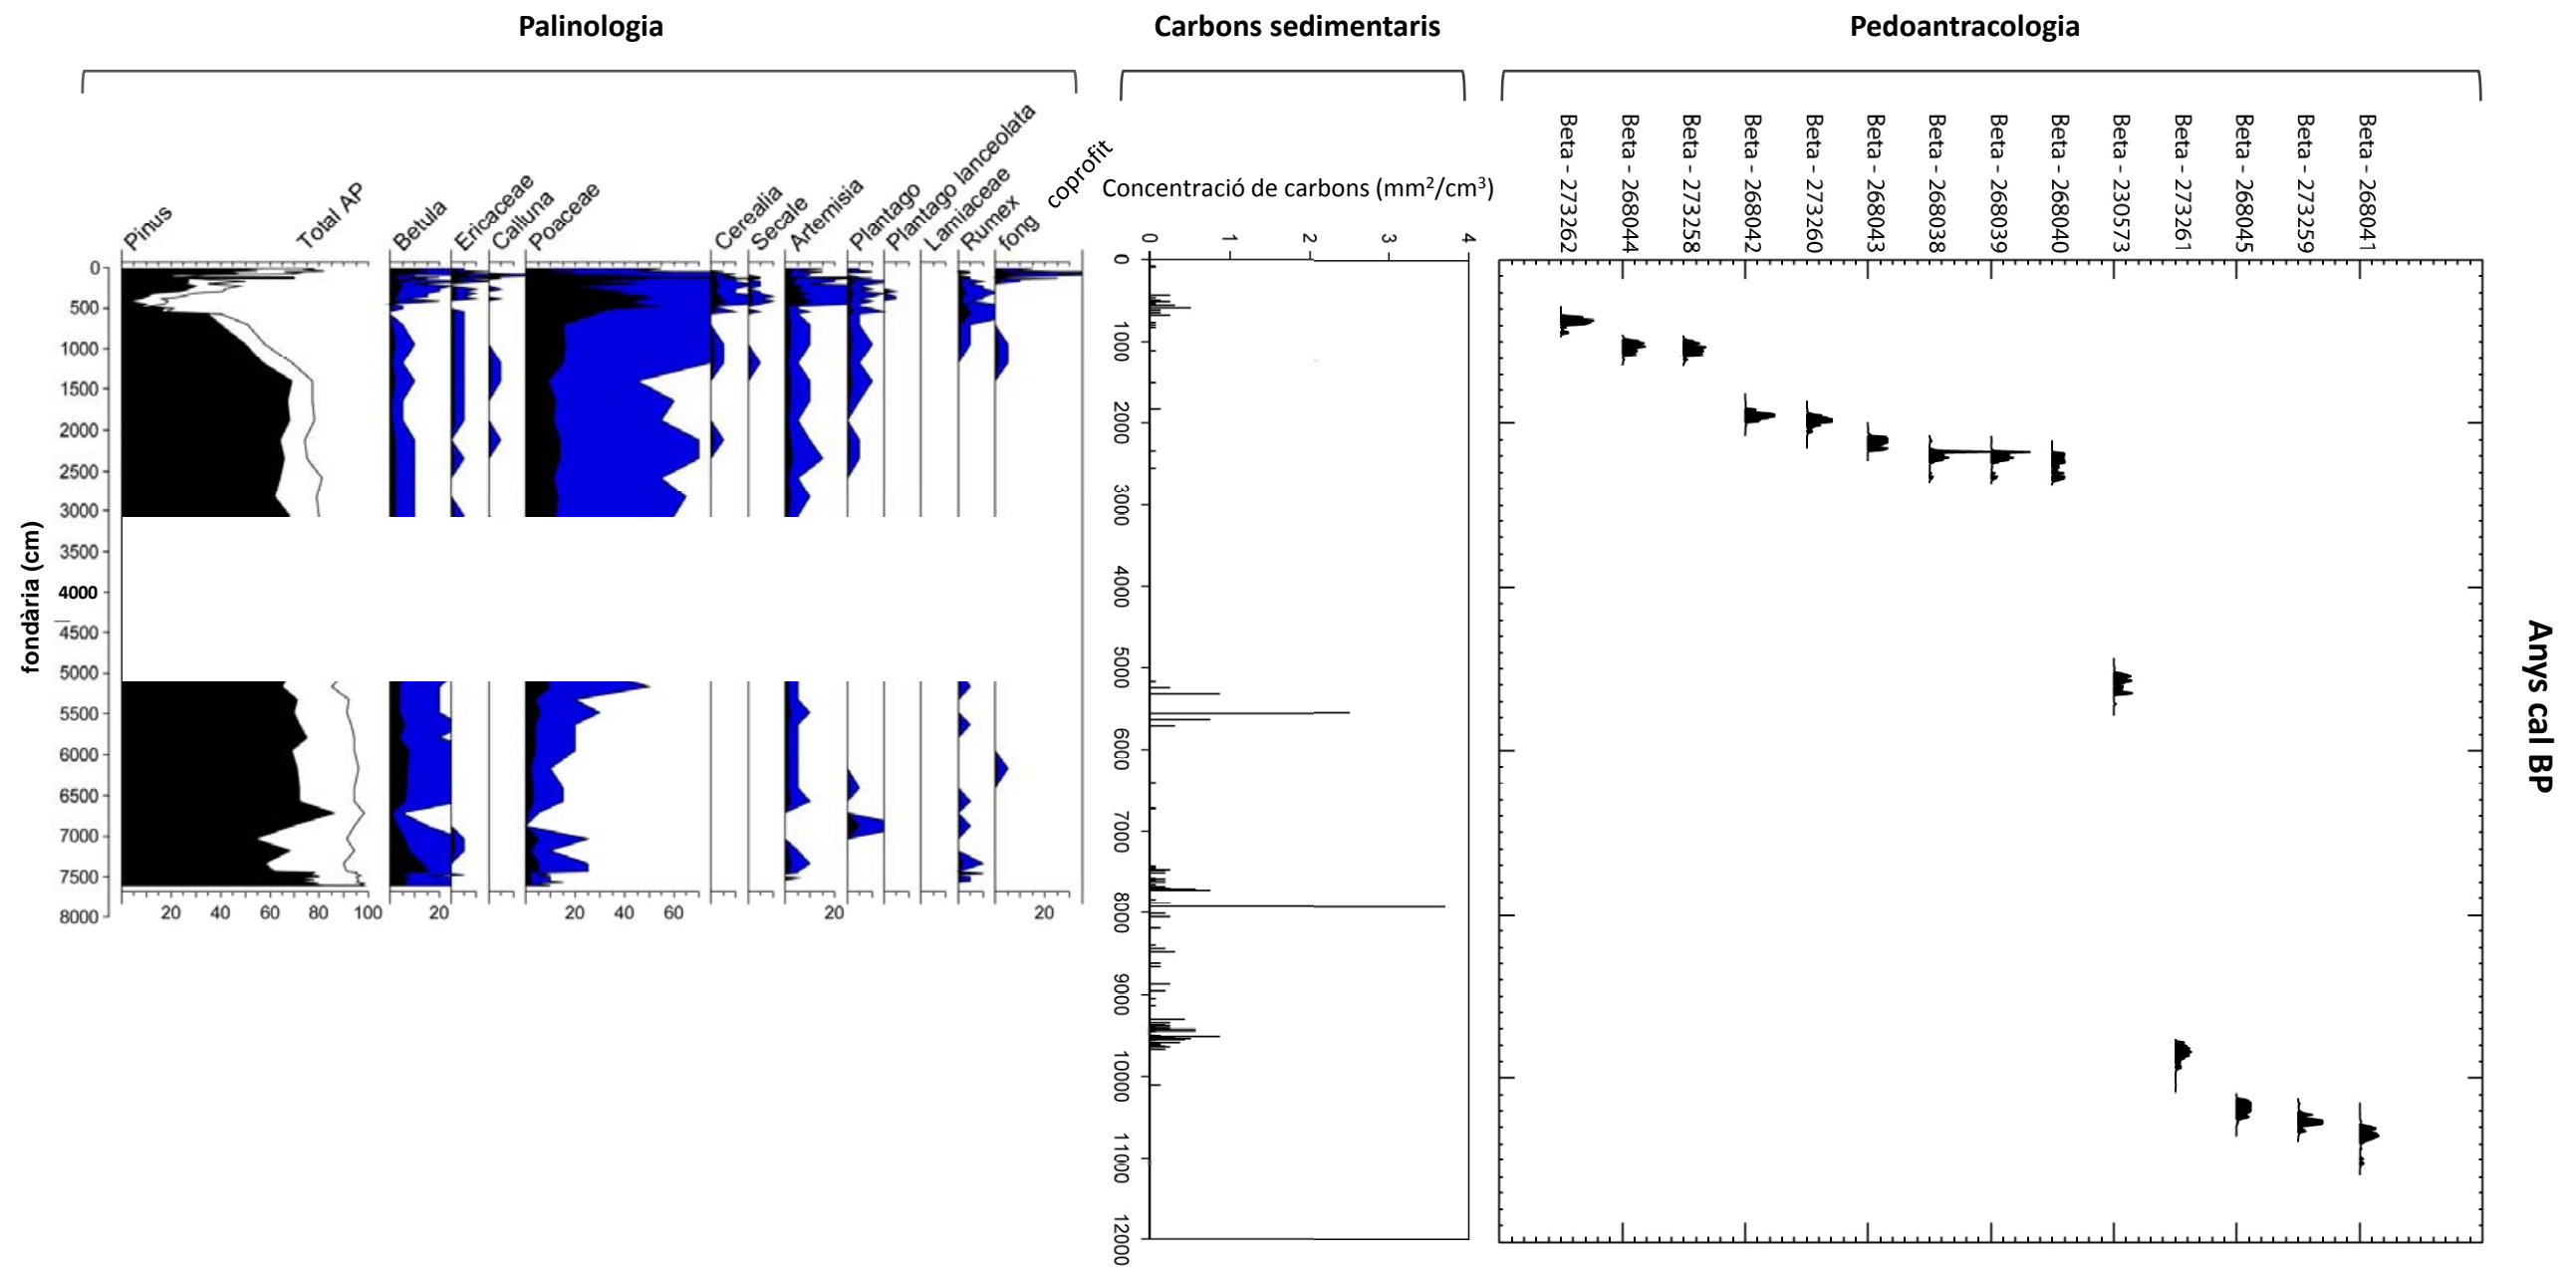 Palinologia
Carbons sedimentaris
Pedoantracologia
Pinus
Total AP
Betula
Ericaceae
Calluna
Poaceae
Cerealia
Secale
Artemisia
Plantago
Plantago lanceolata
Lamiaceae
Rumex
fong
coprofit
Concentració de carbons (mm²/cm³)
0
1
2
3
4
Beta - 273262
Beta - 268044
Beta - 273258
Beta - 268042
Beta - 273260
Beta - 268043
Beta - 268038
Beta - 268039
Beta - 268040
Beta - 230573
Beta - 273261
Beta - 268045
Beta - 273259
Beta - 268041
fondària (cm)
0
500
1000
1500
2000
2500
3000
3500
4000
4500
5000
5500
6000
6500
7000
7500
8000
20
40
60
80
100
20
20
40
60
20
20
0
1000
2000
3000
4000
5000
6000
7000
8000
9000
10000
11000
12000
Anys cal BP